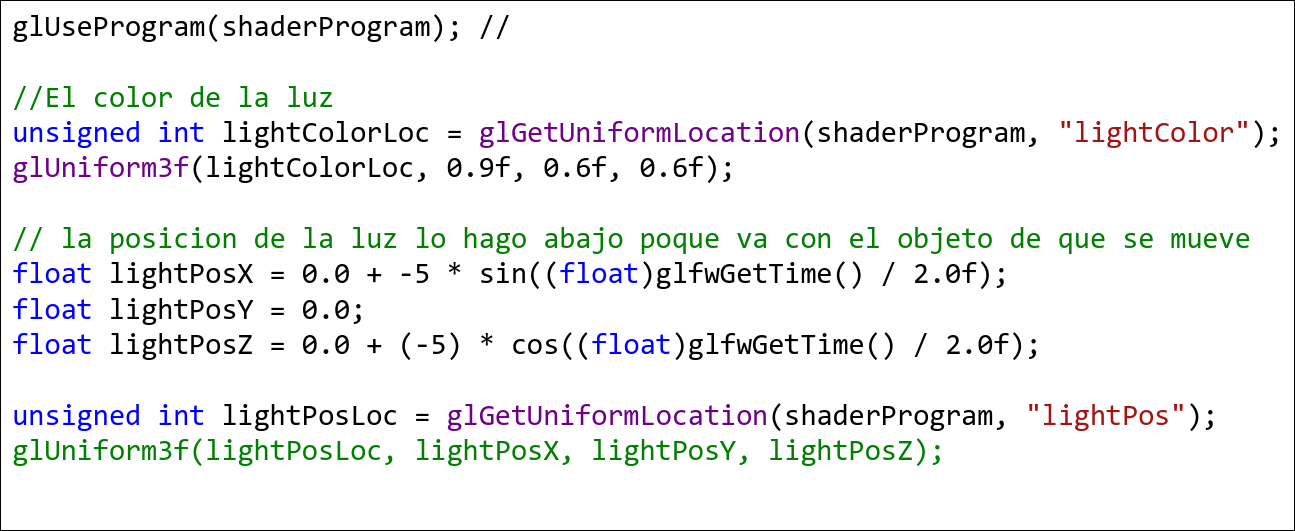 glUseProgram(shaderProgram); //
//El color de la luz
unsigned int lightColorLoc = glGetUniformLocation(shaderProgram, "lightColor");
glUniform3f(lightColorLoc, 0.9f, 0.6f, 0.6f);
// la posicion de la luz lo hago abajo poque va con el objeto de que se mueve
float lightPosX = 0.0 + -5 * sin((float)glfwGetTime() / 2.0f);
float lightPosY = 0.0;
float lightPosZ = 0.0 + (-5) * cos((float)glfwGetTime() / 2.0f);
unsigned int lightPosLoc = glGetUniformLocation(shaderProgram, "lightPos");
glUniform3f(lightPosLoc, lightPosX, lightPosY, lightPosZ);